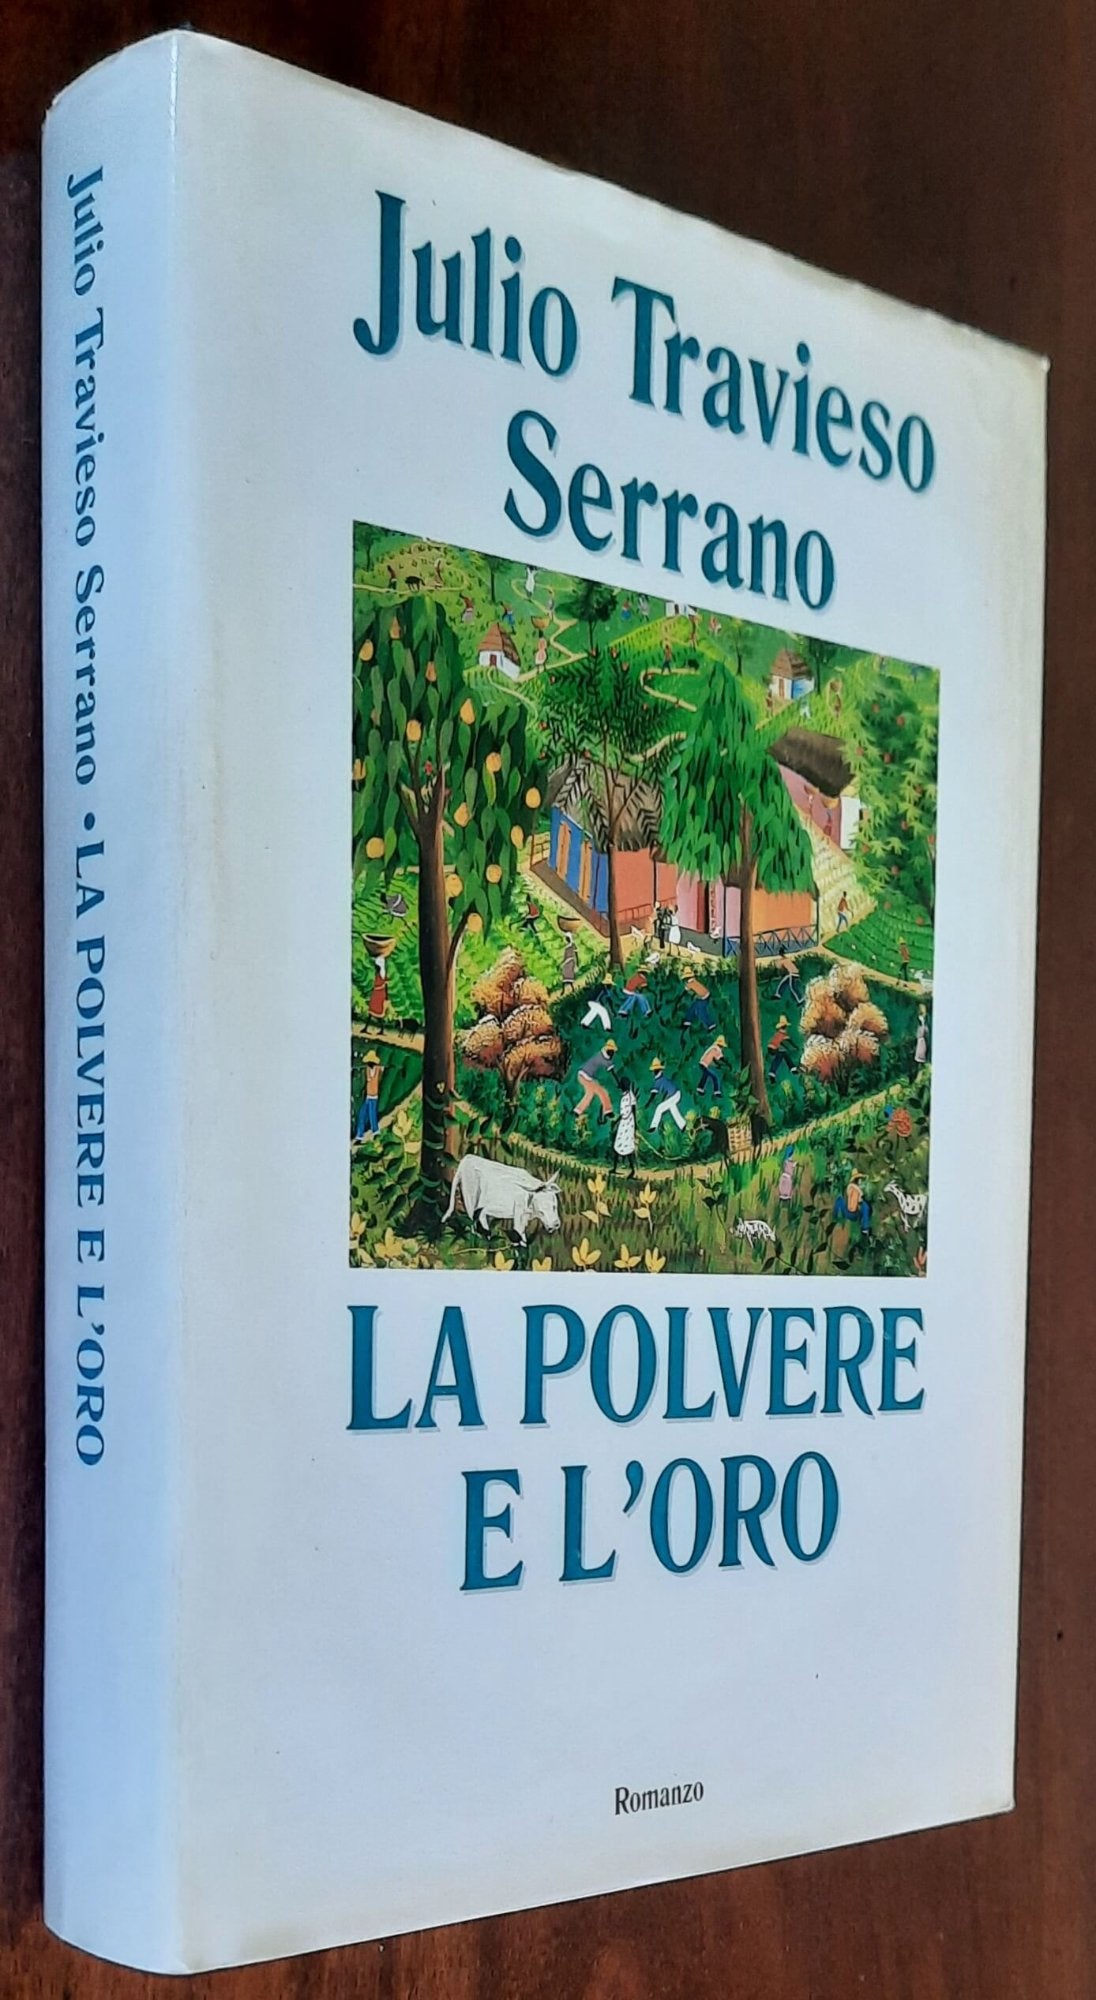 Julio Travieso Serrano • LA POLVERE E L'ORO
Julio Travieso
Serrano
LA POLVERE
E L'ORO
Romanzo